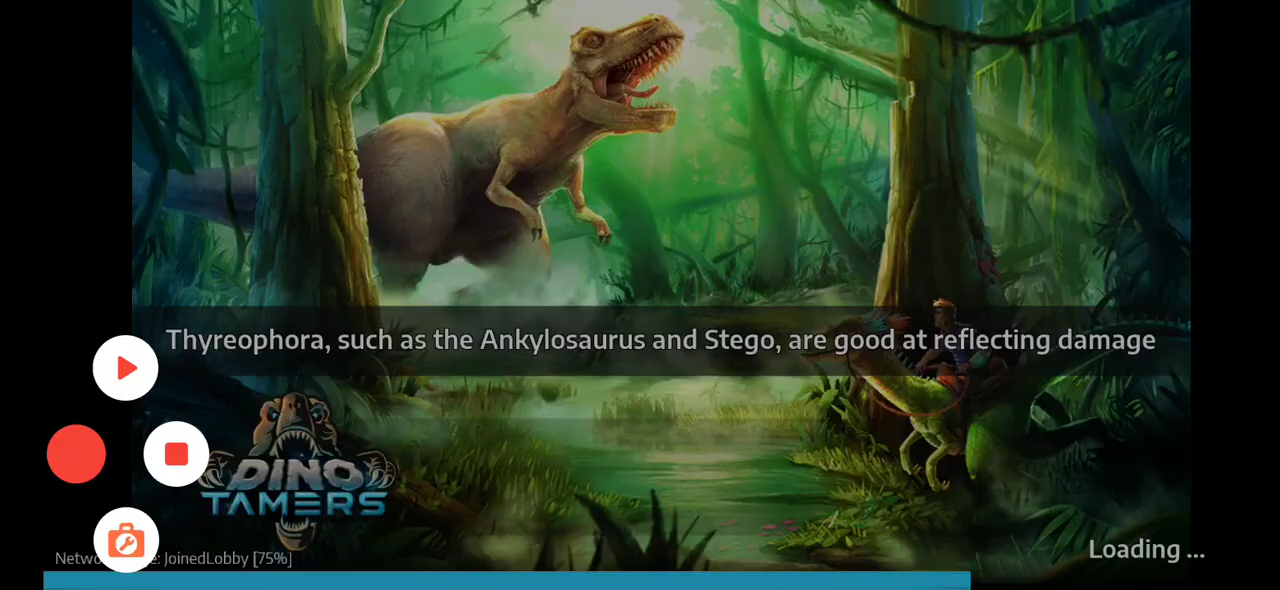 Thyreophora, such as the Ankylosaurus and Stego, are good at reflecting damage
DINO
TAMERS
Loading ...
JoinedLobby [75%]